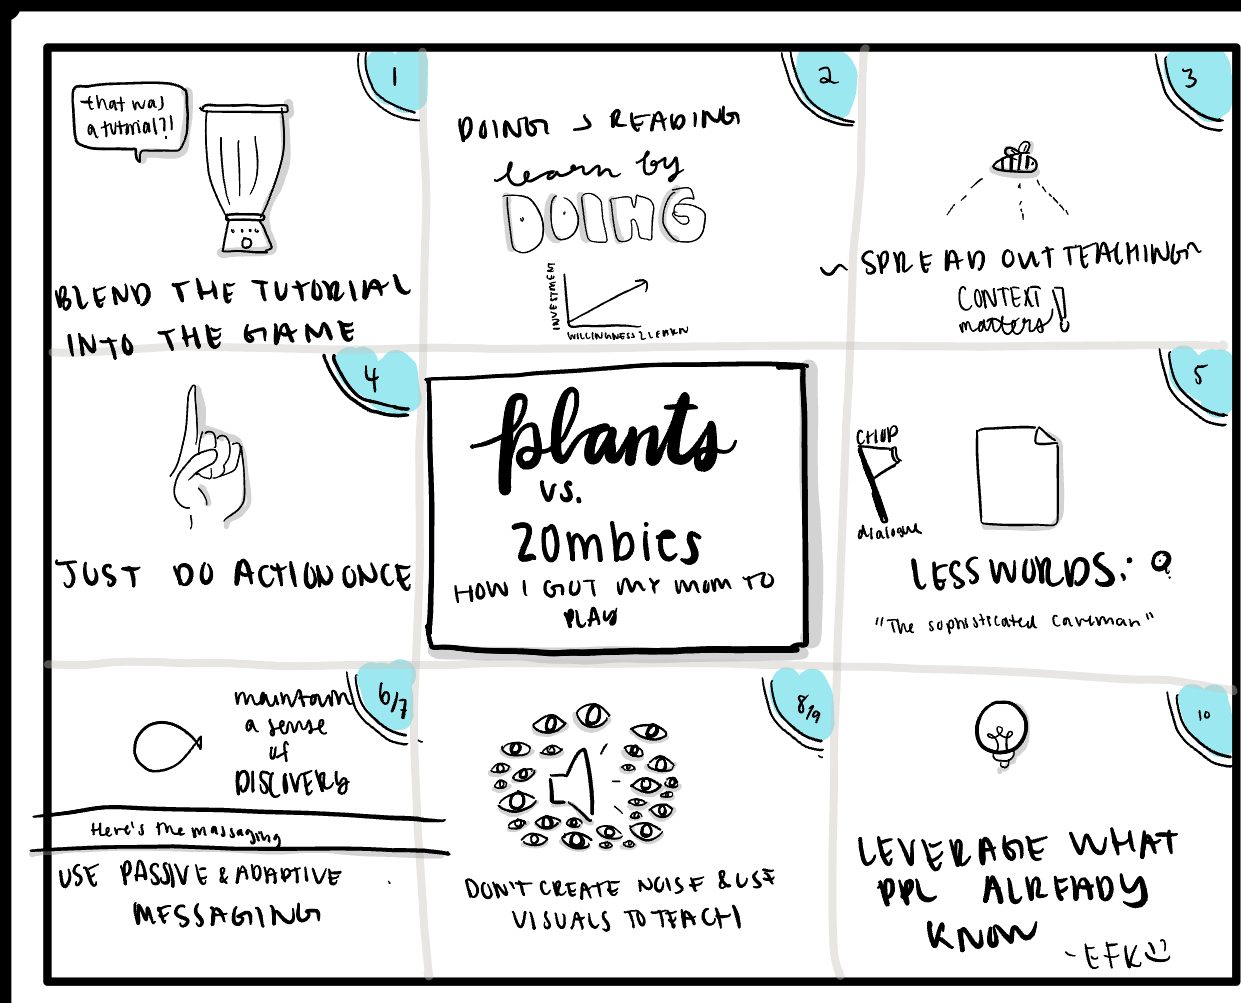 1
that was
a tutorial?!
BLEND THE TUTORIAL
INTO THE GAME
2
DOING > READING
learn by
DOING
INVESTMENT
WILLINGNESS 2 LEARN
3
~ SPREAD OUT TEACHING ~
CONTEXT
matters!
4
JUST DO ACTION ONCE
plants
vs.
zombies
HOW I GOT MY MOM TO
PLAY
5
CHOP
dialogue
LESS WORDS:
"The sophisticated caveman"
6/7
maintain
a sense
of
DISCOVERY
Here's the massaging
USE PASSIVE & ADAPTIVE
MESSAGING
8/9
DON'T CREATE NOISE & USE
VISUALS TO TEACH!
10
LEVERAGE WHAT
PPL ALREADY
KNOW
-EFK